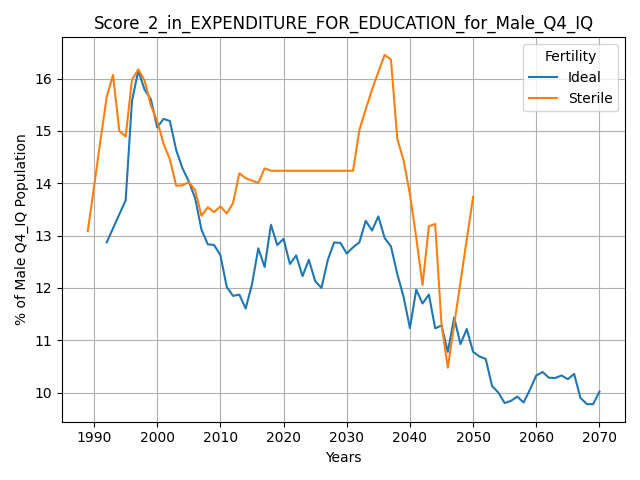 Score_2_in_EXPENDITURE_FOR_EDUCATION_for_Male_Q4_IQ
Fertility
Ideal
Sterile
% of Male Q4_IQ Population
16
15
14
13
12
11
10
1990 2000 2010 2020 2030 2040 2050 2060 2070
Years